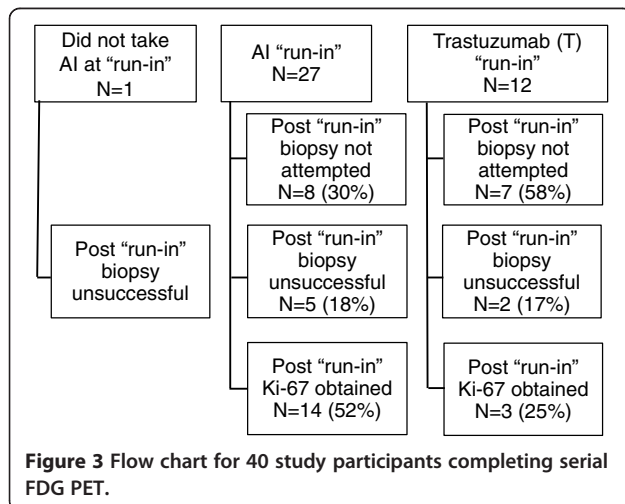 Did not take
AI at “run-in”
N=1
AI “run-in”
N=27
Trastuzumab (T)
“run-in”
N=12
Post “run-in”
biopsy not
attempted
N=8 (30%)
Post “run-in”
biopsy not
attempted
N=7 (58%)
Post “run-in”
biopsy
unsuccessful
Post “run-in”
biopsy
unsuccessful
N=5 (18%)
Post “run-in”
biopsy
unsuccessful
N=2 (17%)
Post “run-in”
Ki-67 obtained
N=14 (52%)
Post “run-in”
Ki-67 obtained
N=3 (25%)
Figure 3 Flow chart for 40 study participants completing serial
FDG PET.